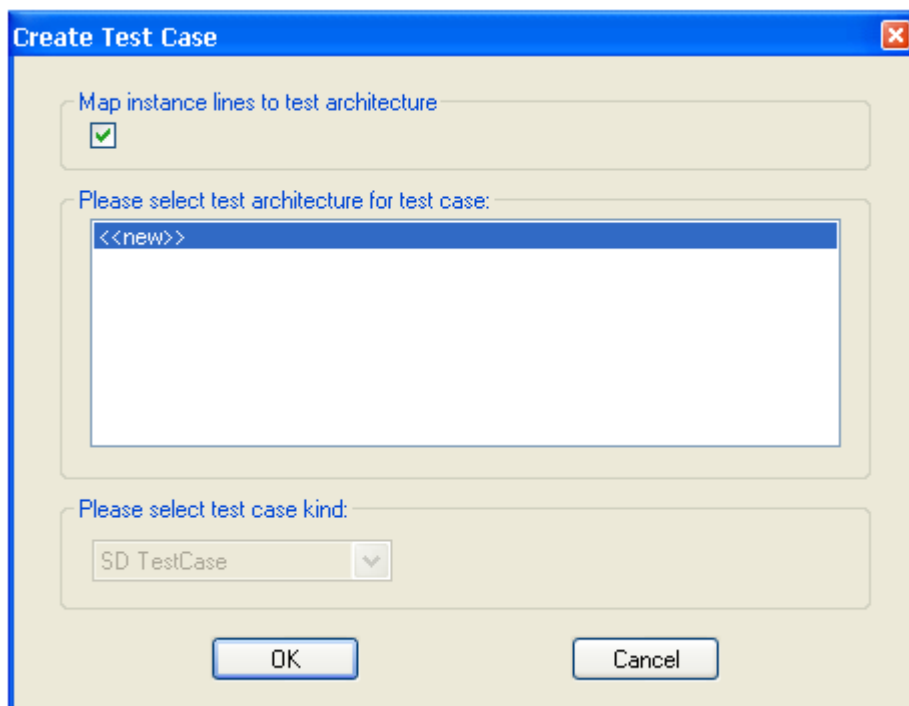 Create Test Case
Map instance lines to test architecture
Please select test architecture for test case:
<<new>>
Please select test case kind:
SD TestCase
OK
Cancel